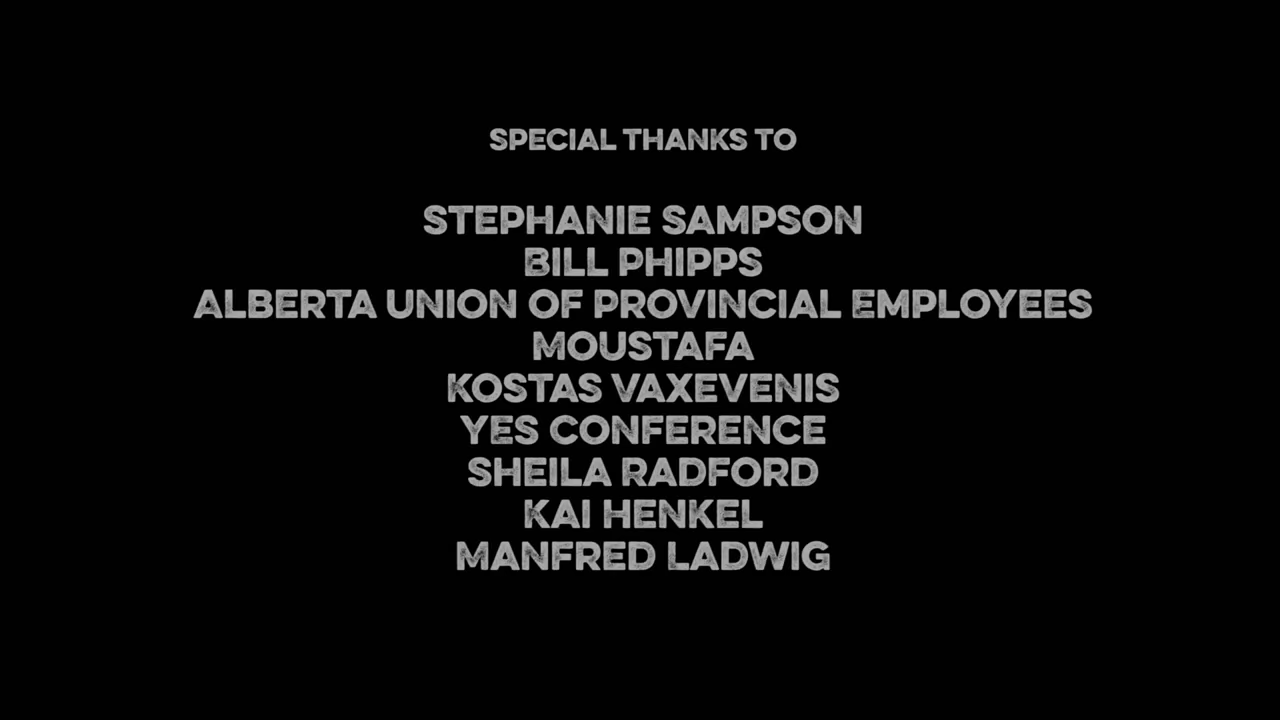 SPECIAL THANKS TO
STEPHANIE SAMPSON
BILL PHIPPS
ALBERTA UNION OF PROVINCIAL EMPLOYEES
MOUSTAFA
KOSTAS VAXEVENIS
YES CONFERENCE
SHEILA RADFORD
KAI HENKEL
MANFRED LADWIG